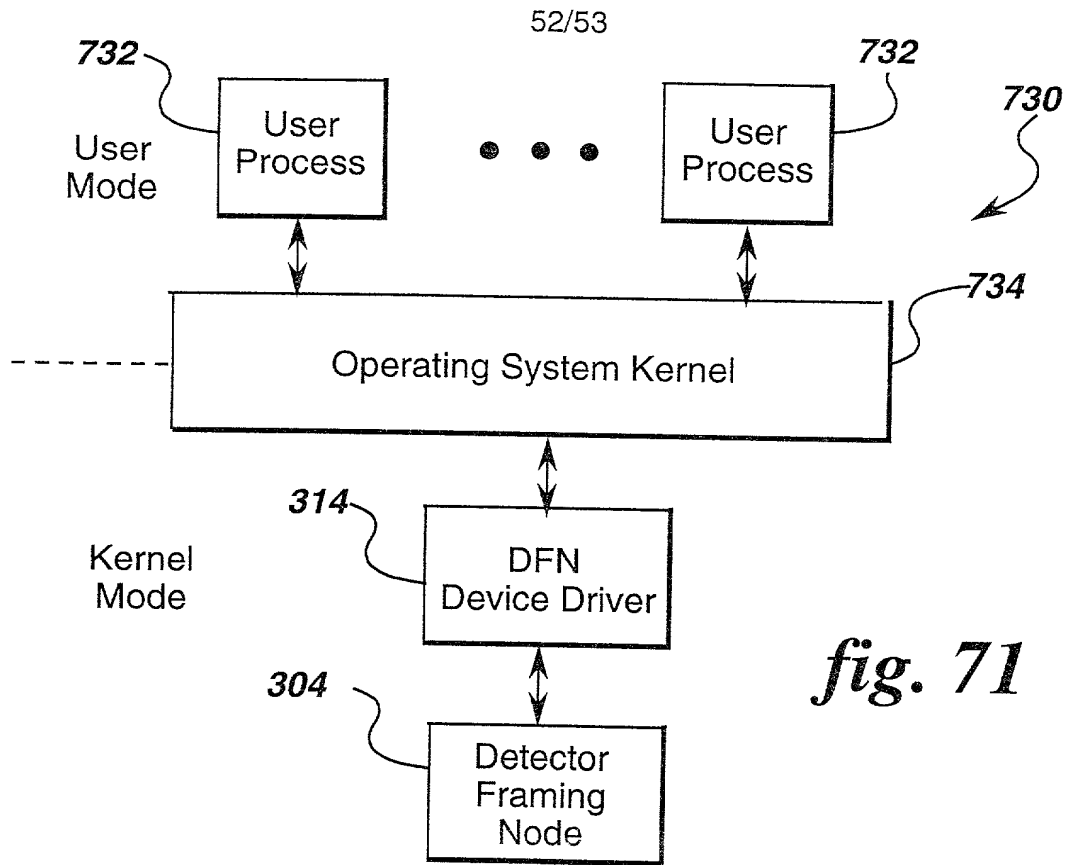 52/53
732
732
730
User
Process
User
Process
User
Mode
734
Operating System Kernel
314
DFN
Device Driver
Kernel
Mode
fig. 71
304
Detector
Framing
Node